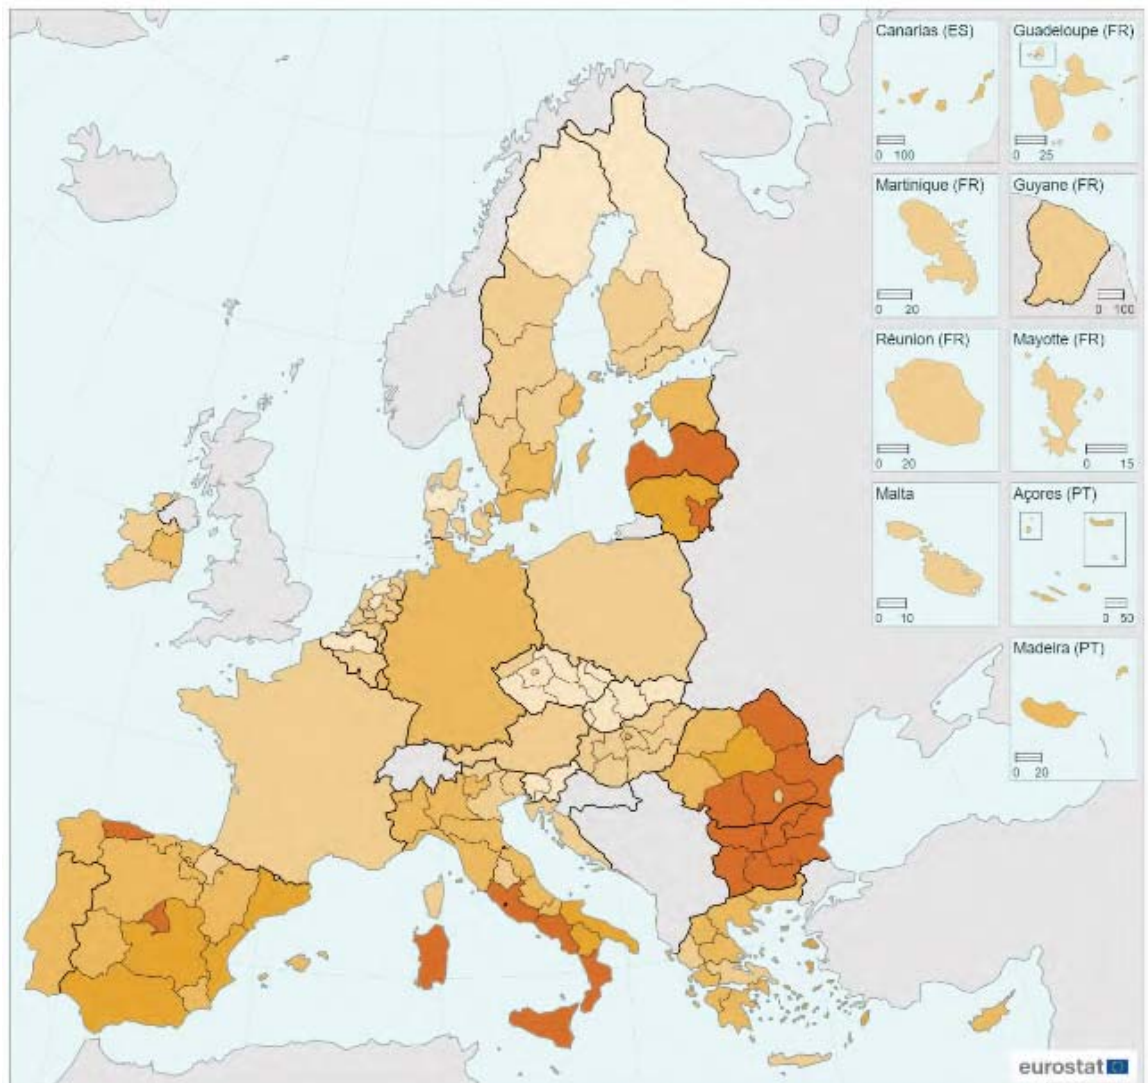 Canarias (ES)
0 100
Guadeloupe (FR)
0 25
Martinique (FR)
0 20
Guyane (FR)
0 100
Réunion (FR)
0 20
Mayotte (FR)
0 15
Malta
0 10
Açores (PT)
0 50
Madeira (PT)
0 20
eurostat